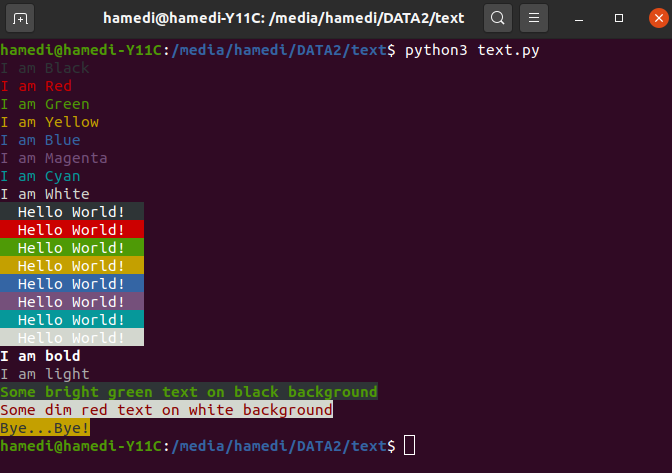 hamedi@hamedi-Y11C: /media/hamedi/DATA2/text
hamedi@hamedi-Y11C:/media/hamedi/DATA2/text$ python3 text.py
I am Black
I am Red
I am Green
I am Yellow
I am Blue
I am Magenta
I am Cyan
I am White
Hello World!
Hello World!
Hello World!
Hello World!
Hello World!
Hello World!
Hello World!
Hello World!
I am bold
I am light
Some bright green text on black background
Some dim red text on white background
Bye...Bye!
hamedi@hamedi-Y11C:/media/hamedi/DATA2/text$